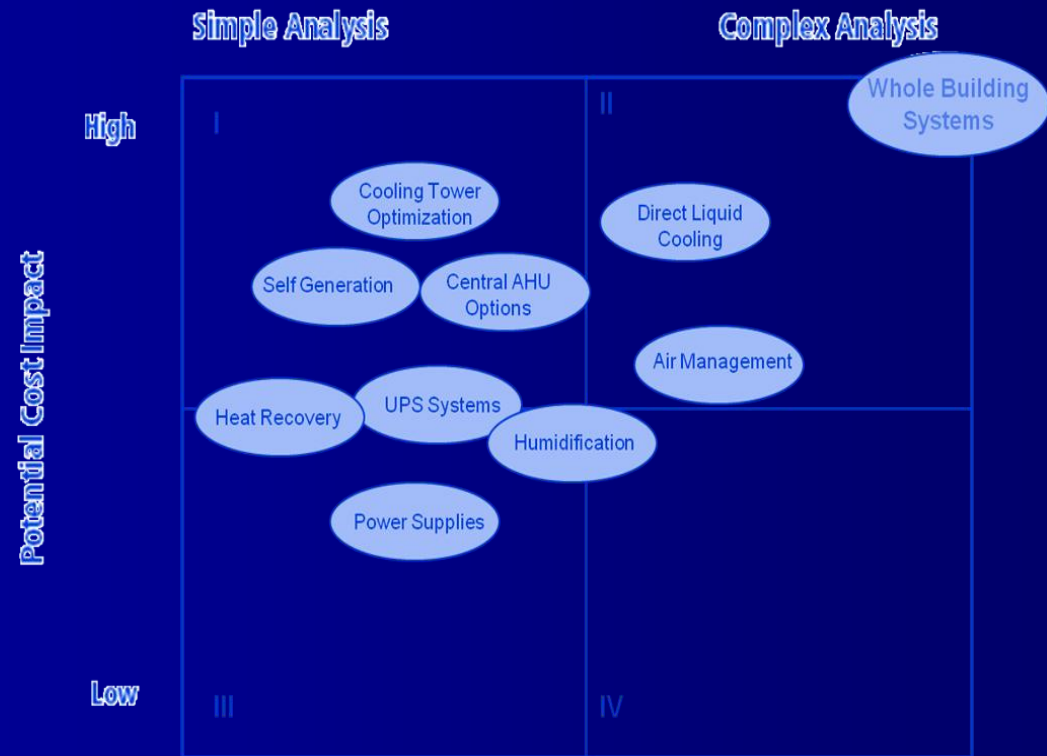 Simple Analysis
Complex Analysis
High
I
II
Whole Building
Systems
Cooling Tower
Optimization
Direct Liquid
Cooling
Self Generation
Central AHU
Options
Potential Cost Impact
Air Management
Heat Recovery
UPS Systems
Humidification
Power Supplies
Low
III
IV